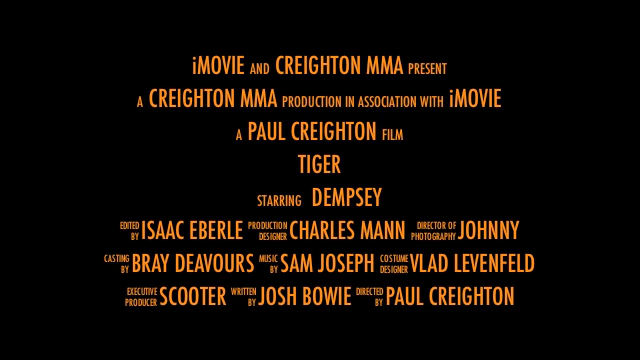 iMOVIE AND CREIGHTON MMA PRESENT
A CREIGHTON MMA PRODUCTION IN ASSOCIATION WITH iMOVIE
A PAUL CREIGHTON FILM
TIGER
STARRING DEMPSEY
EDITED BY ISAAC EBERLE PRODUCTION DESIGNER CHARLES MANN DIRECTOR OF PHOTOGRAPHY JOHNNY
CASTING BY BRAY DEAVOURS MUSIC BY SAM JOSEPH COSTUME DESIGNER VLAD LEVENFELD
EXECUTIVE PRODUCER SCOOTER WRITTEN BY JOSH BOWIE DIRECTED BY PAUL CREIGHTON